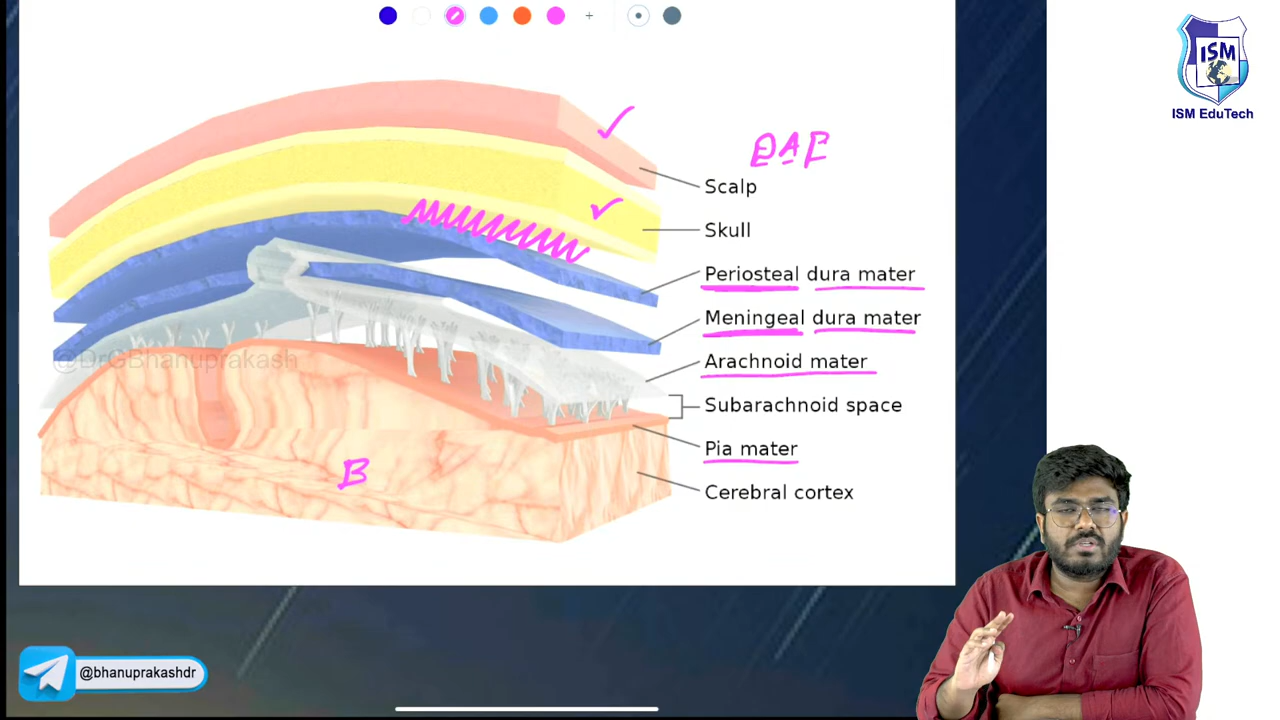 ISM
ISM EduTech
Scalp
Skull
Periosteal dura mater
Meningeal dura mater
Arachnoid mater
Subarachnoid space
Pia mater
Cerebral cortex
@DrGBhanuprakash
B
@bhanuprakashdr